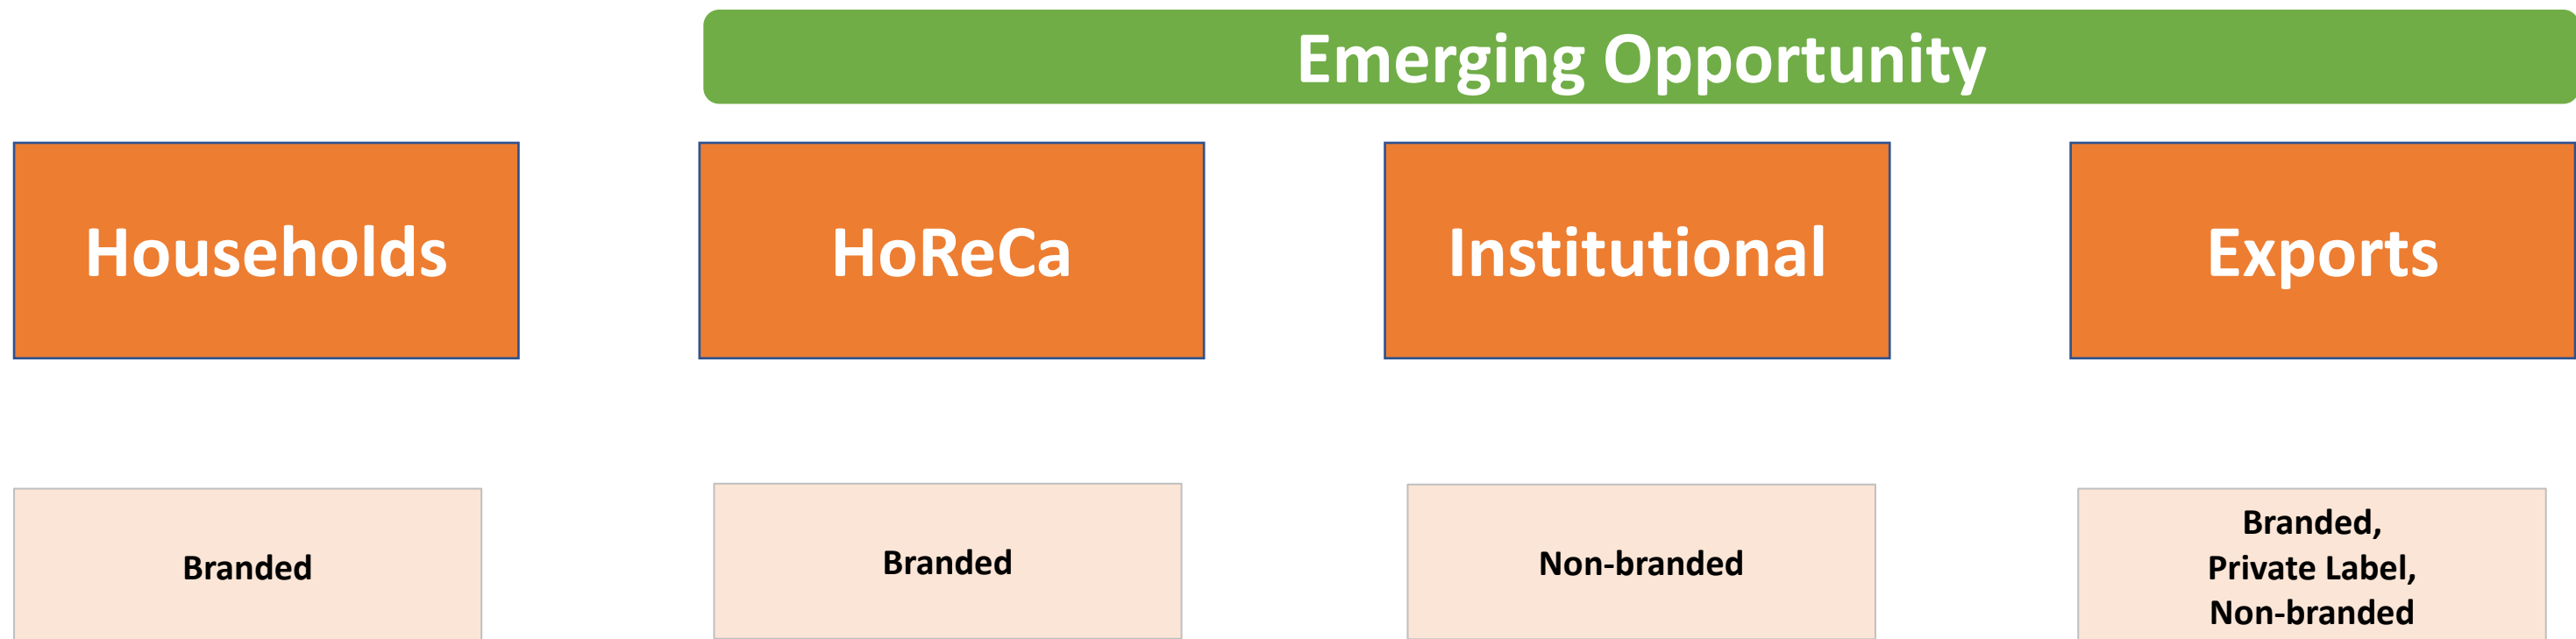 Emerging Opportunity
Households
HoReCa
Institutional
Exports
Branded
Branded
Non-branded
Branded,
Private Label,
Non-branded